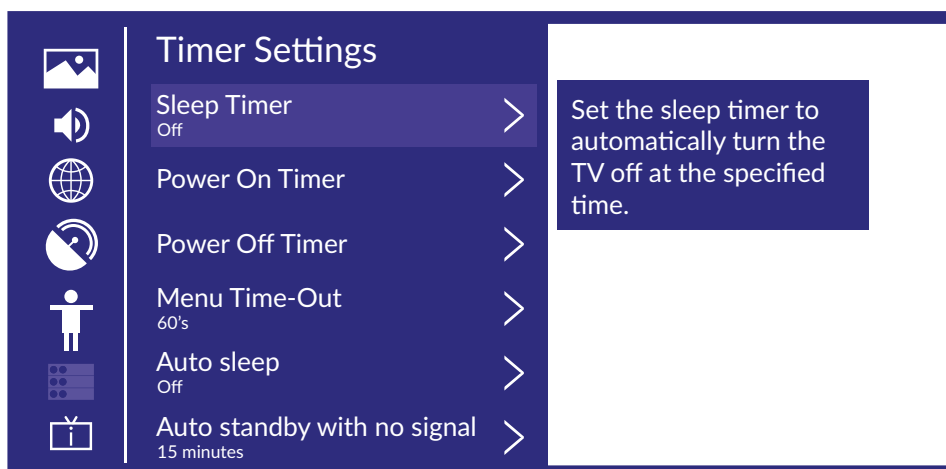 Timer Settings
Sleep Timer
Off
Power On Timer
Power Off Timer
Menu Time-Out
60's
Auto sleep
Off
Auto standby with no signal
15 minutes
Set the sleep timer to
automatically turn the
TV off at the specified
time.